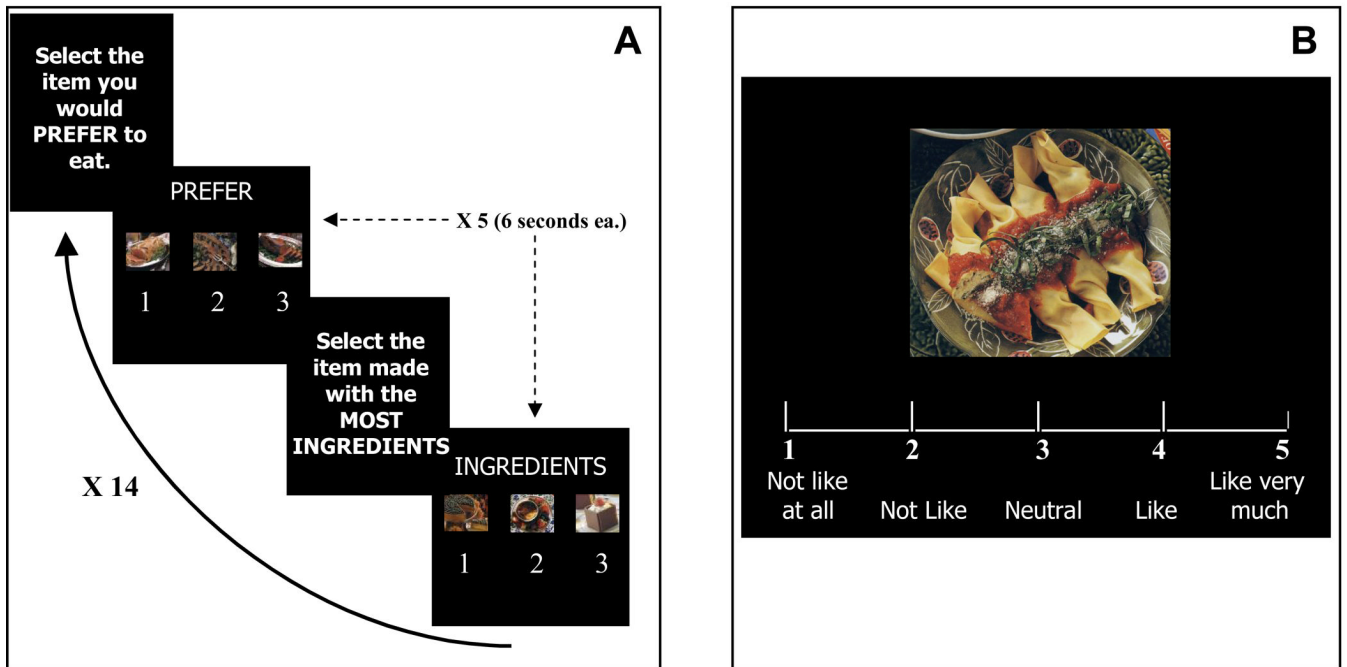 A
Select the
item you
would
PREFER to
eat.
PREFER
1 2 3
X 5 (6 seconds ea.)
Select the
item made
with the
MOST
INGREDIENTS
INGREDIENTS
1 2 3
X 14
B
1 2 3 4 5
Not like
at all
Not Like
Neutral
Like
Like very
much